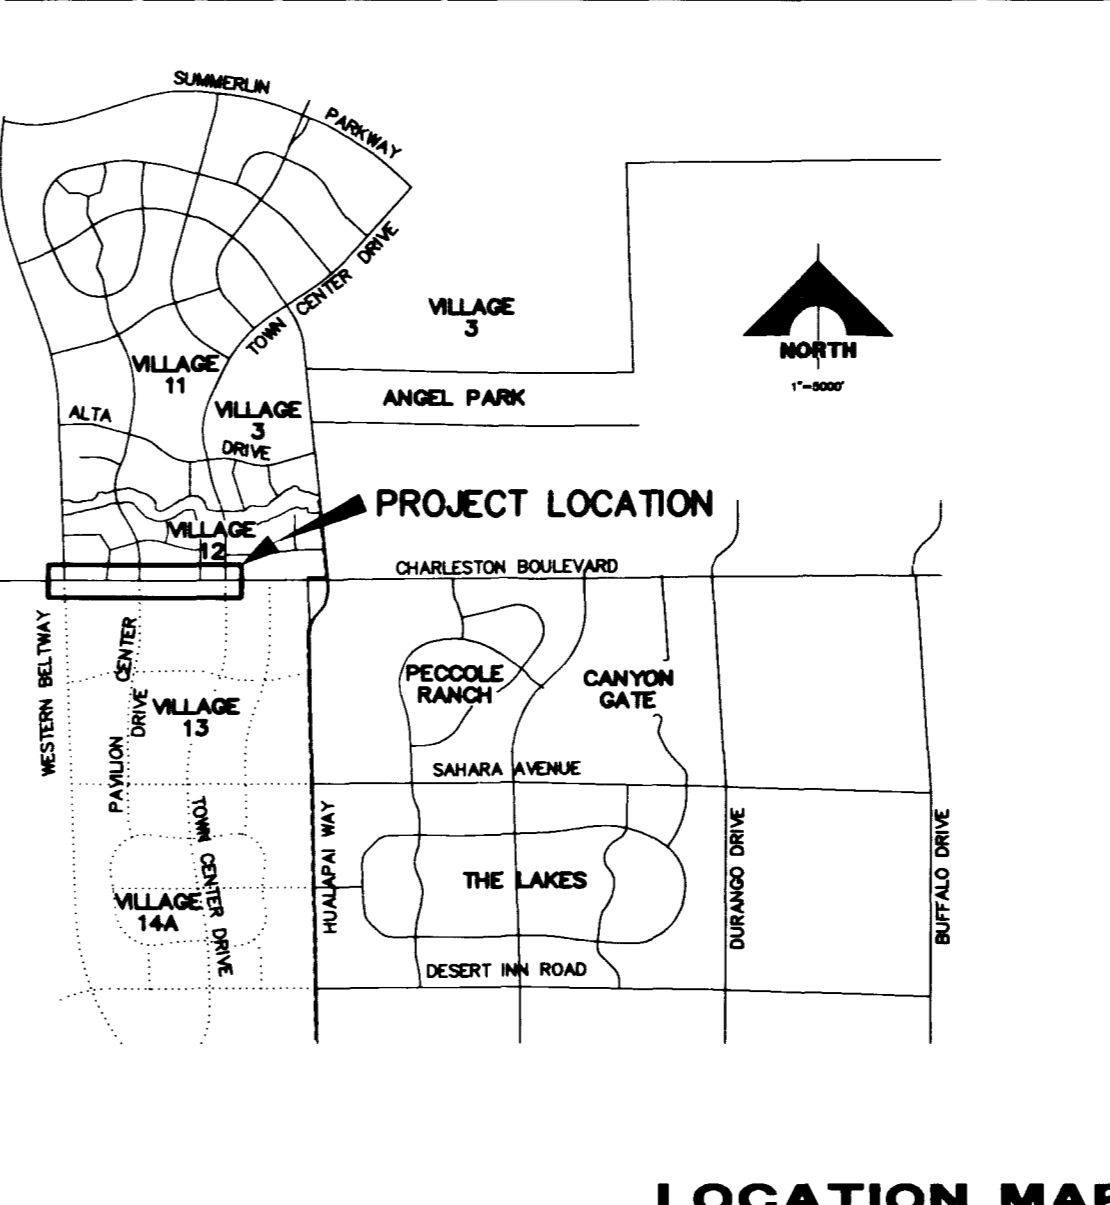 SUMMERLIN
PARKWAY
TOWN CENTER DRIVE
VILLAGE
3
NORTH
1"=5000'
VILLAGE
11
ANGEL PARK
ALTA
VILLAGE
3
DRIVE
PROJECT LOCATION
VILLAGE
12
CHARLESTON BOULEVARD
WESTERN BELTWAY
PAVILION CENTER
DRIVE
PECCOLE
RANCH
CANYON
GATE
VILLAGE
13
SAHARA AVENUE
TOWN CENTER DRIVE
HUALAPAI WAY
DURANGO DRIVE
BUFFALO DRIVE
THE LAKES
VILLAGE
14A
DESERT INN ROAD
LOCATION MAP